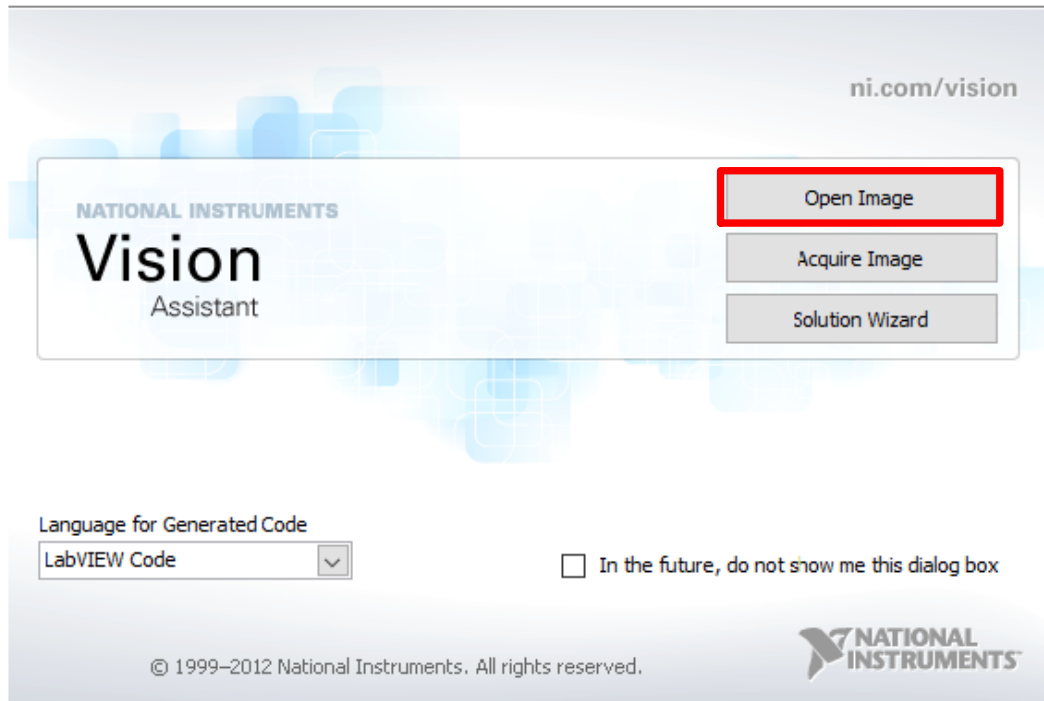 ni.com/vision
NATIONAL INSTRUMENTS
Vision
Assistant
Open Image
Acquire Image
Solution Wizard
Language for Generated Code
LabVIEW Code
In the future, do not show me this dialog box
© 1999–2012 National Instruments. All rights reserved.
NATIONAL
INSTRUMENTS™